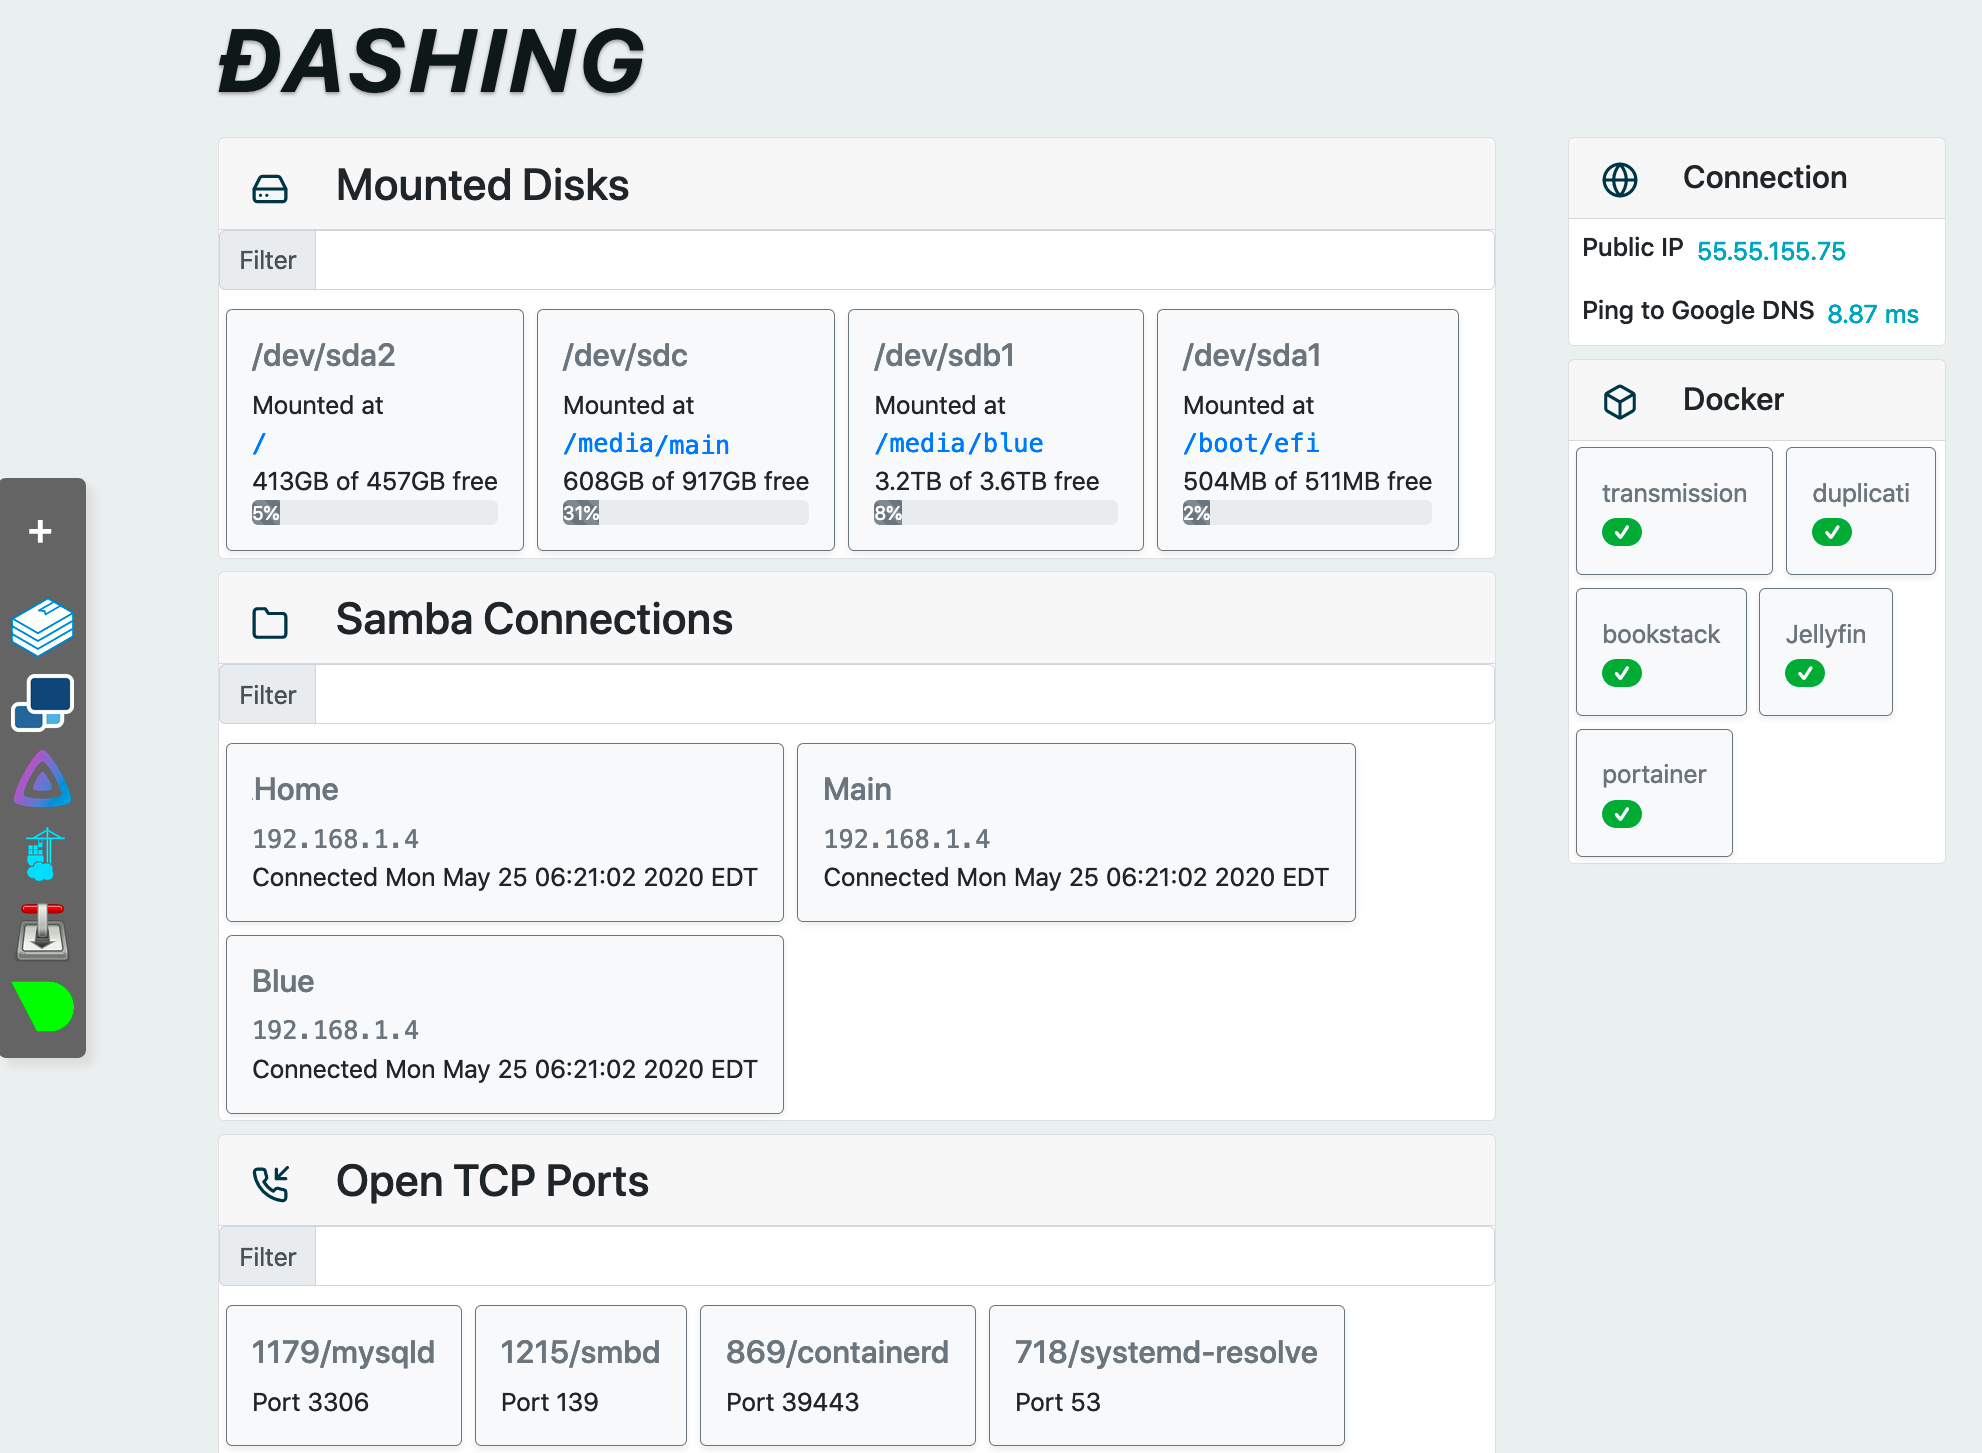 ĐASHING
Mounted Disks
Filter
/dev/sda2
Mounted at
/
413GB of 457GB free
5%
/dev/sdc
Mounted at
/media/main
608GB of 917GB free
31%
/dev/sdb1
Mounted at
/media/blue
3.2TB of 3.6TB free
8%
/dev/sda1
Mounted at
/boot/efi
504MB of 511MB free
2%
Samba Connections
Filter
Home
192.168.1.4
Connected Mon May 25 06:21:02 2020 EDT
Main
192.168.1.4
Connected Mon May 25 06:21:02 2020 EDT
Blue
192.168.1.4
Connected Mon May 25 06:21:02 2020 EDT
Open TCP Ports
Filter
1179/mysqld
Port 3306
1215/smbd
Port 139
869/containerd
Port 39443
718/systemd-resolve
Port 53
Connection
Public IP 55.55.155.75
Ping to Google DNS 8.87 ms
Docker
transmission
duplicati
bookstack
Jellyfin
portainer